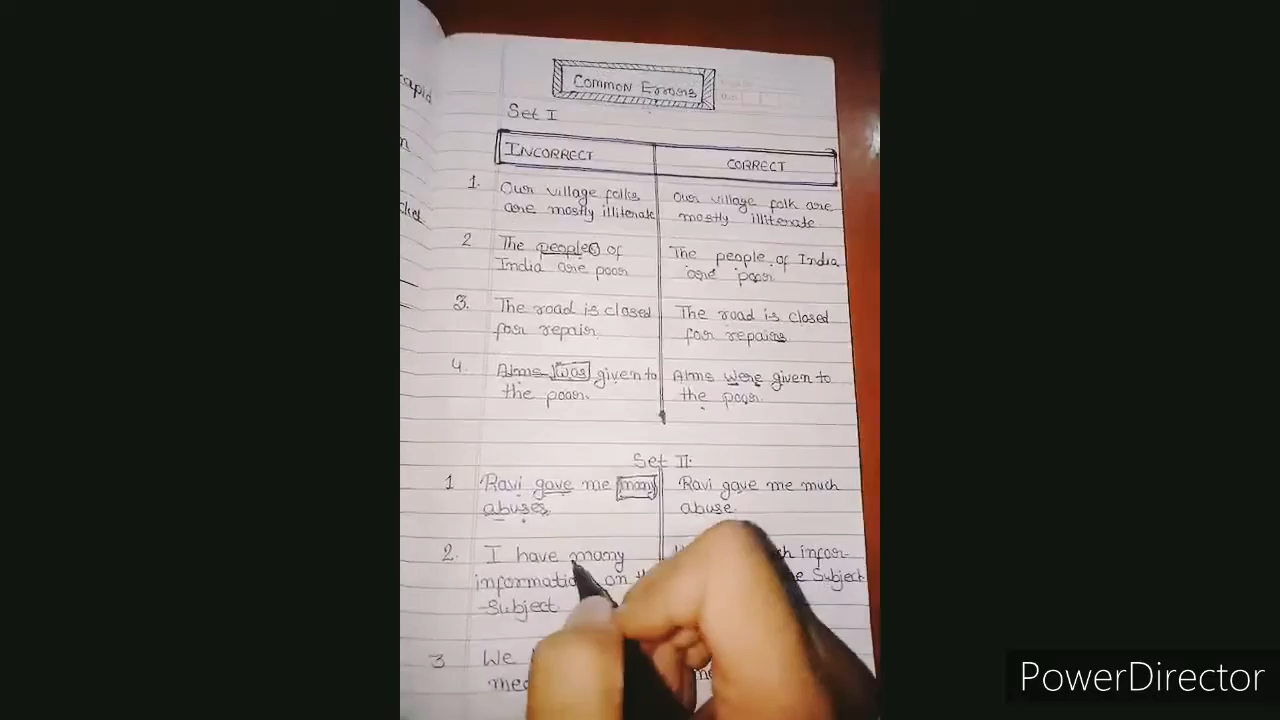 rapid
COMMON ERRORS
Set I
INCORRECT
CORRECT
1. Our village folks
are mostly illiterate
Our village folk are
mostly illiterate
2 The peoples of
India are poor
The people of India
are poor
3. The road is closed
for repair.
The road is closed
for repairs
4. Alms was given to
the poor.
Alms were given to
the poor.
Set II
1 Ravi gave me many
abuses
Ravi gave me much
abuse.
2. I have many
information on
Subject
infor-
Subject
3 We
PowerDirector